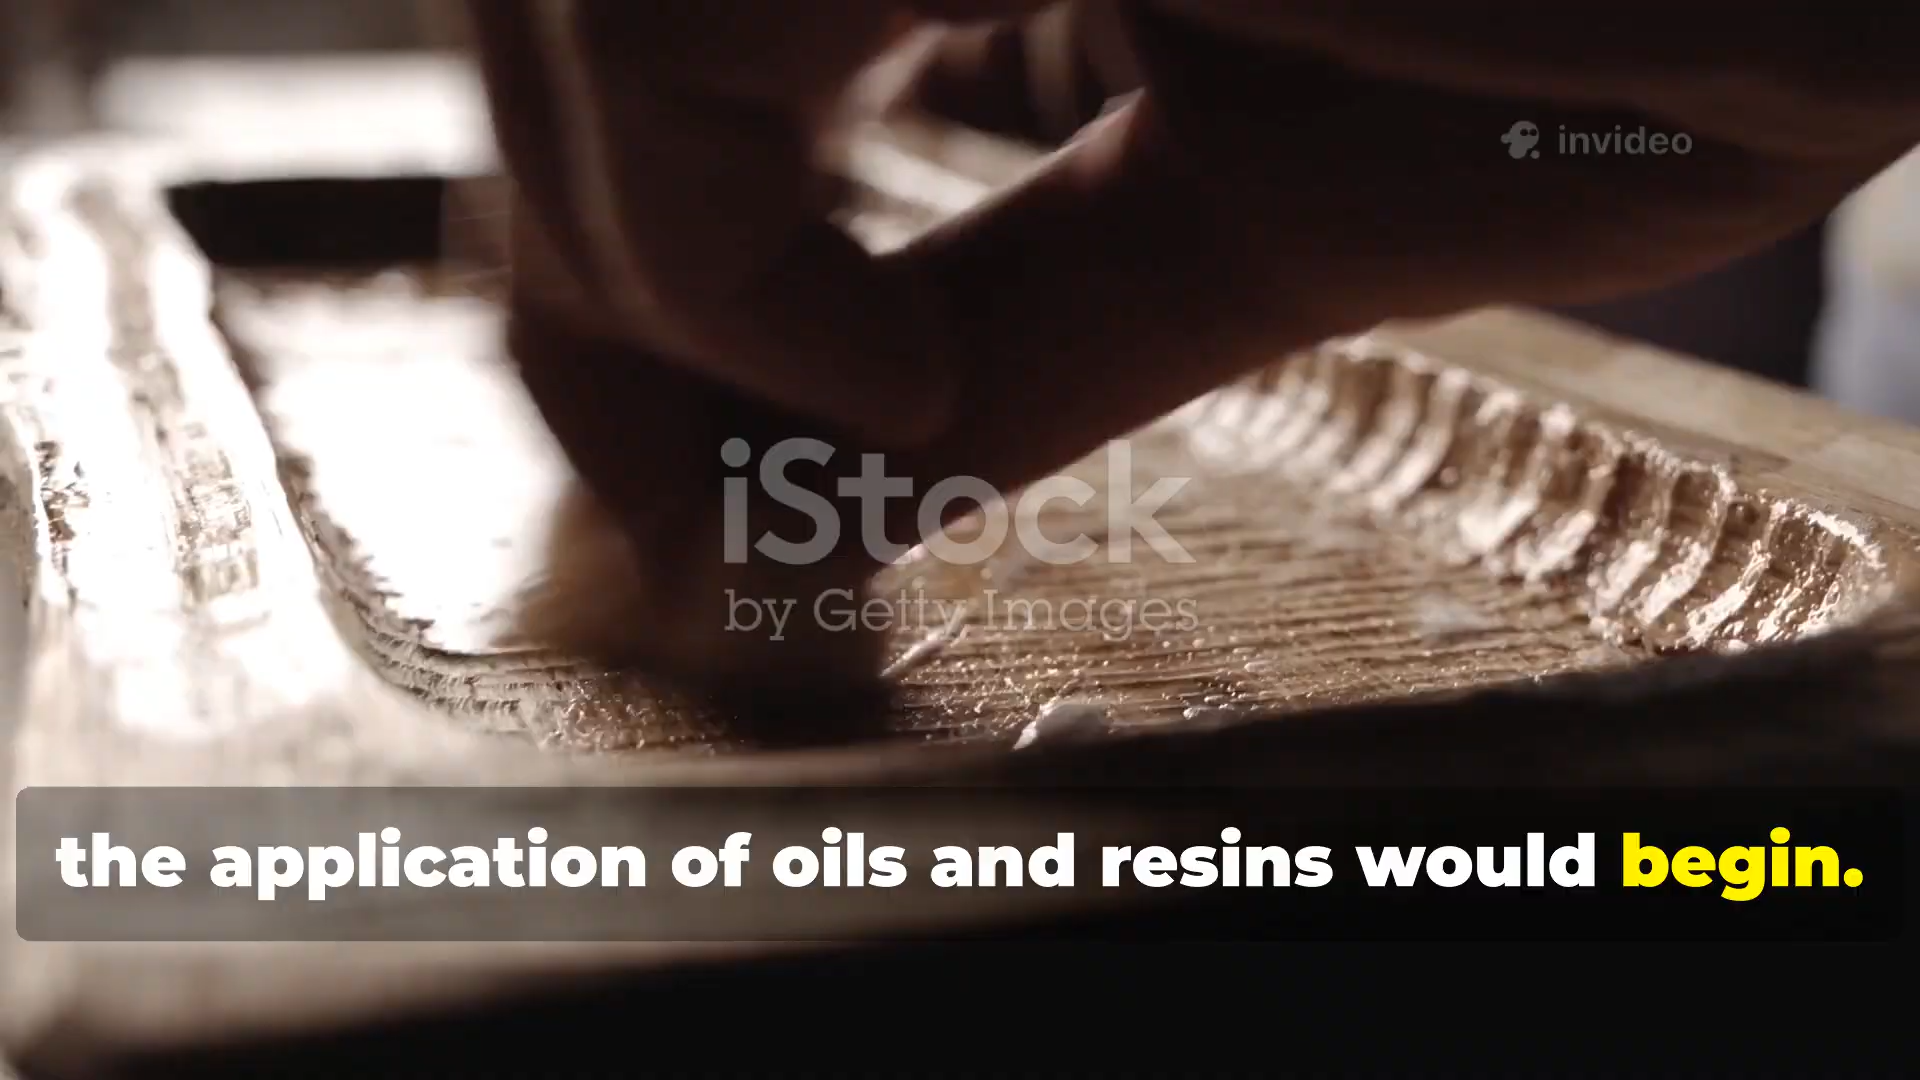 invideo
iStock
by Getty Images
the application of oils and resins would begin.